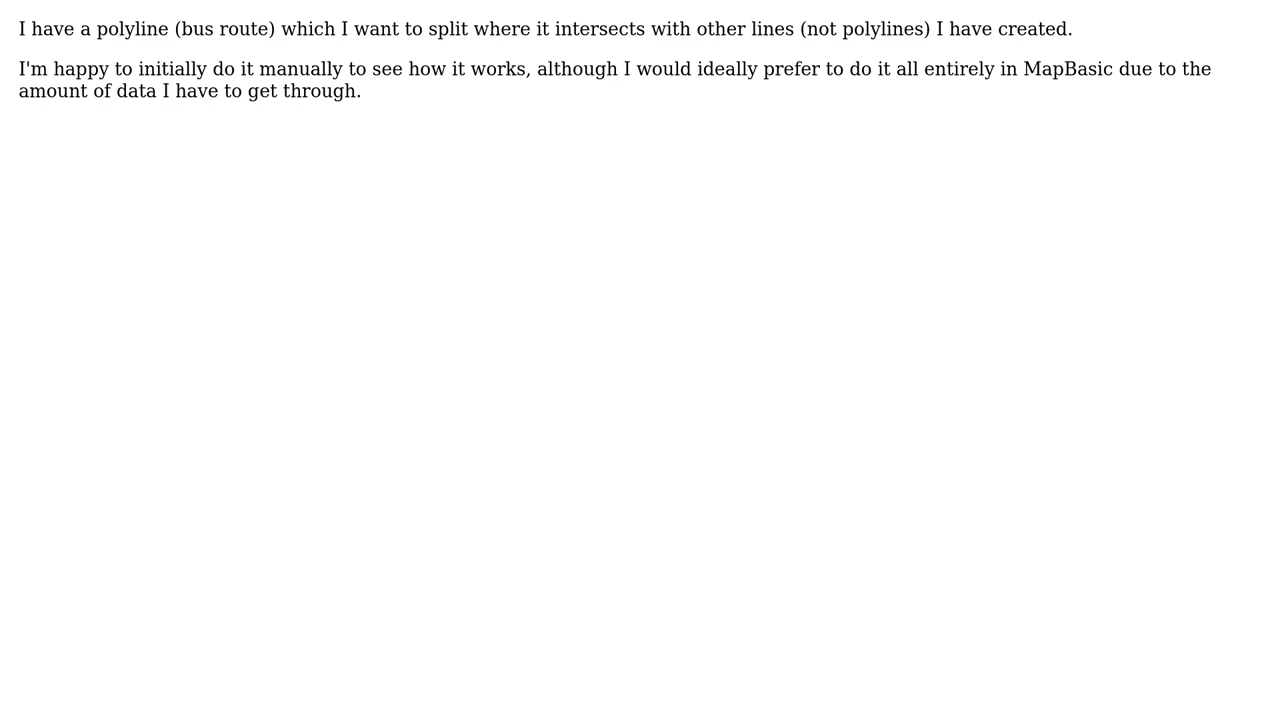 I have a polyline (bus route) which I want to split where it intersects with other lines (not polylines) I have created.
I'm happy to initially do it manually to see how it works, although I would ideally prefer to do it all entirely in MapBasic due to the
amount of data I have to get through.